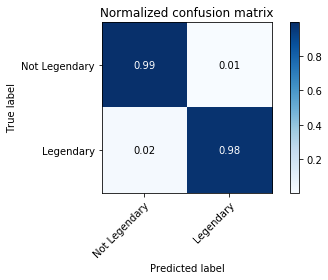 Normalized confusion matrix
True label
Not Legendary
0.99
0.01
Legendary
0.02
0.98
Not Legendary
Legendary
Predicted label
0.8
0.6
0.4
0.2